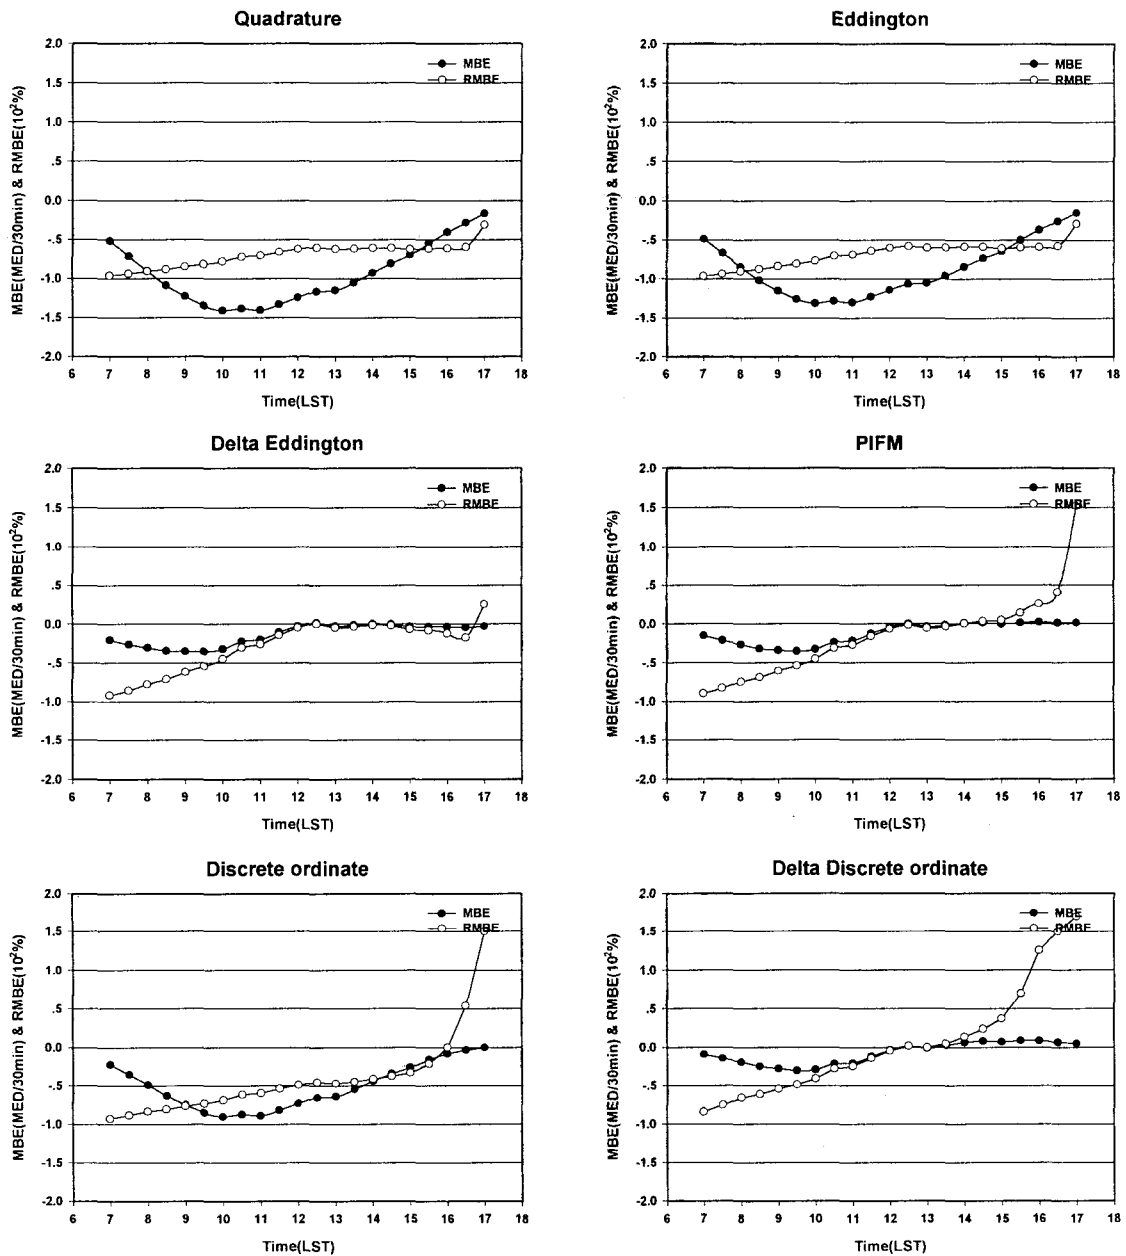 Quadrature
MBE(MED/30min) & RMBE(10²%)
2.0
1.5
1.0
.5
0.0
-.5
-1.0
-1.5
-2.0
MBE
RMBE
6 7 8 9 10 11 12 13 14 15 16 17 18
Time(LST)
Eddington
MBE(MED/30min) & RMBE(10²%)
2.0
1.5
1.0
.5
0.0
-.5
-1.0
-1.5
-2.0
MBE
RMBE
6 7 8 9 10 11 12 13 14 15 16 17 18
Time(LST)
Delta Eddington
MBE(MED/30min) & RMBE(10²%)
2.0
1.5
1.0
.5
0.0
-.5
-1.0
-1.5
-2.0
MBE
RMBE
6 7 8 9 10 11 12 13 14 15 16 17 18
Time(LST)
PIFM
MBE(MED/30min) & RMBE(10²%)
2.0
1.5
1.0
.5
0.0
-.5
-1.0
-1.5
-2.0
MBE
RMBE
6 7 8 9 10 11 12 13 14 15 16 17 18
Time(LST)
Discrete ordinate
MBE(MED/30min) & RMBE(10²%)
2.0
1.5
1.0
.5
0.0
-.5
-1.0
-1.5
-2.0
MBE
RMBE
6 7 8 9 10 11 12 13 14 15 16 17 18
Time(LST)
Delta Discrete ordinate
MBE(MED/30min) & RMBE(10²%)
2.0
1.5
1.0
.5
0.0
-.5
-1.0
-1.5
-2.0
MBE
RMBE
6 7 8 9 10 11 12 13 14 15 16 17 18
Time(LST)